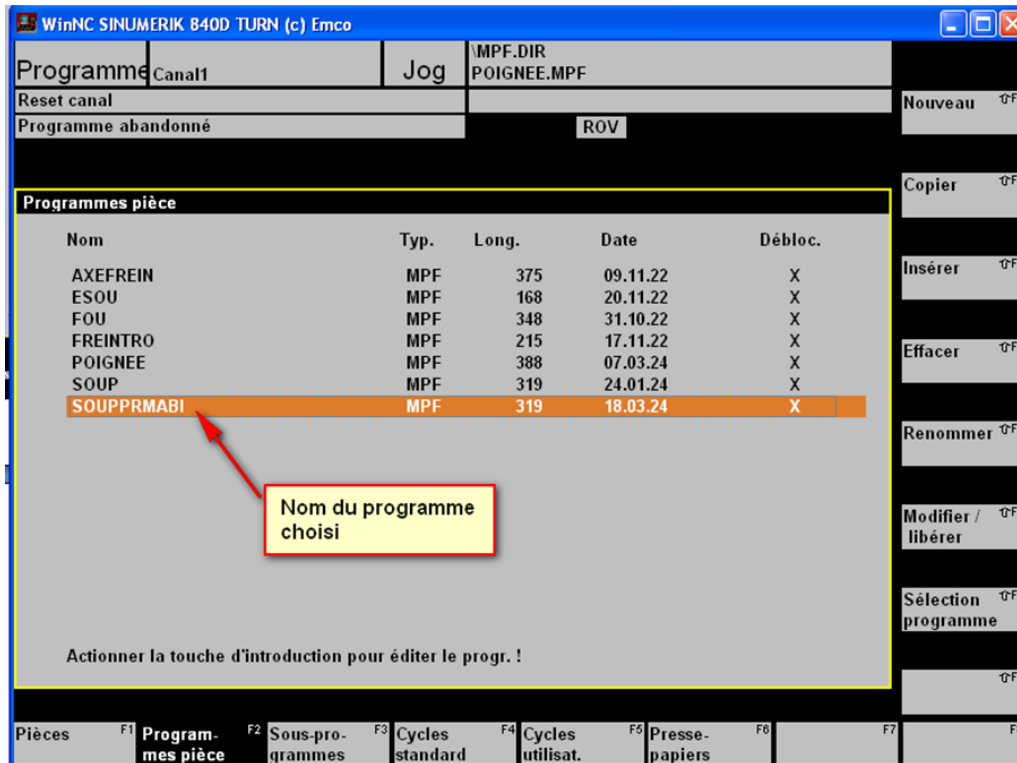 WinNC SINUMERIK 840D TURN (c) Emco
Programme Canal1 Jog \MPF.DIR
POIGNEE.MPF
Reset canal
Programme abandonné ROV
Nouveau
Copier
Programmes pièce
Nom Typ. Long. Date Débloc.
AXEFREIN MPF 375 09.11.22 X
ESOU MPF 168 20.11.22 X
FOU MPF 348 31.10.22 X
FREINTRO MPF 215 17.11.22 X
POIGNEE MPF 388 07.03.24 X
SOUP MPF 319 24.01.24 X
SOUPPRMABI MPF 319 18.03.24 X
Insérer
Effacer
Renommer
Nom du programme
choisi
Modifier /
libérer
Sélection
programme
Actionner la touche d'introduction pour éditer le progr. !
Pièces F1
Program- F2
mes pièce
Sous-pro- F3
grammes
Cycles F4
standard
Cycles F5
utilisat.
Presse- F6
papiers
F7